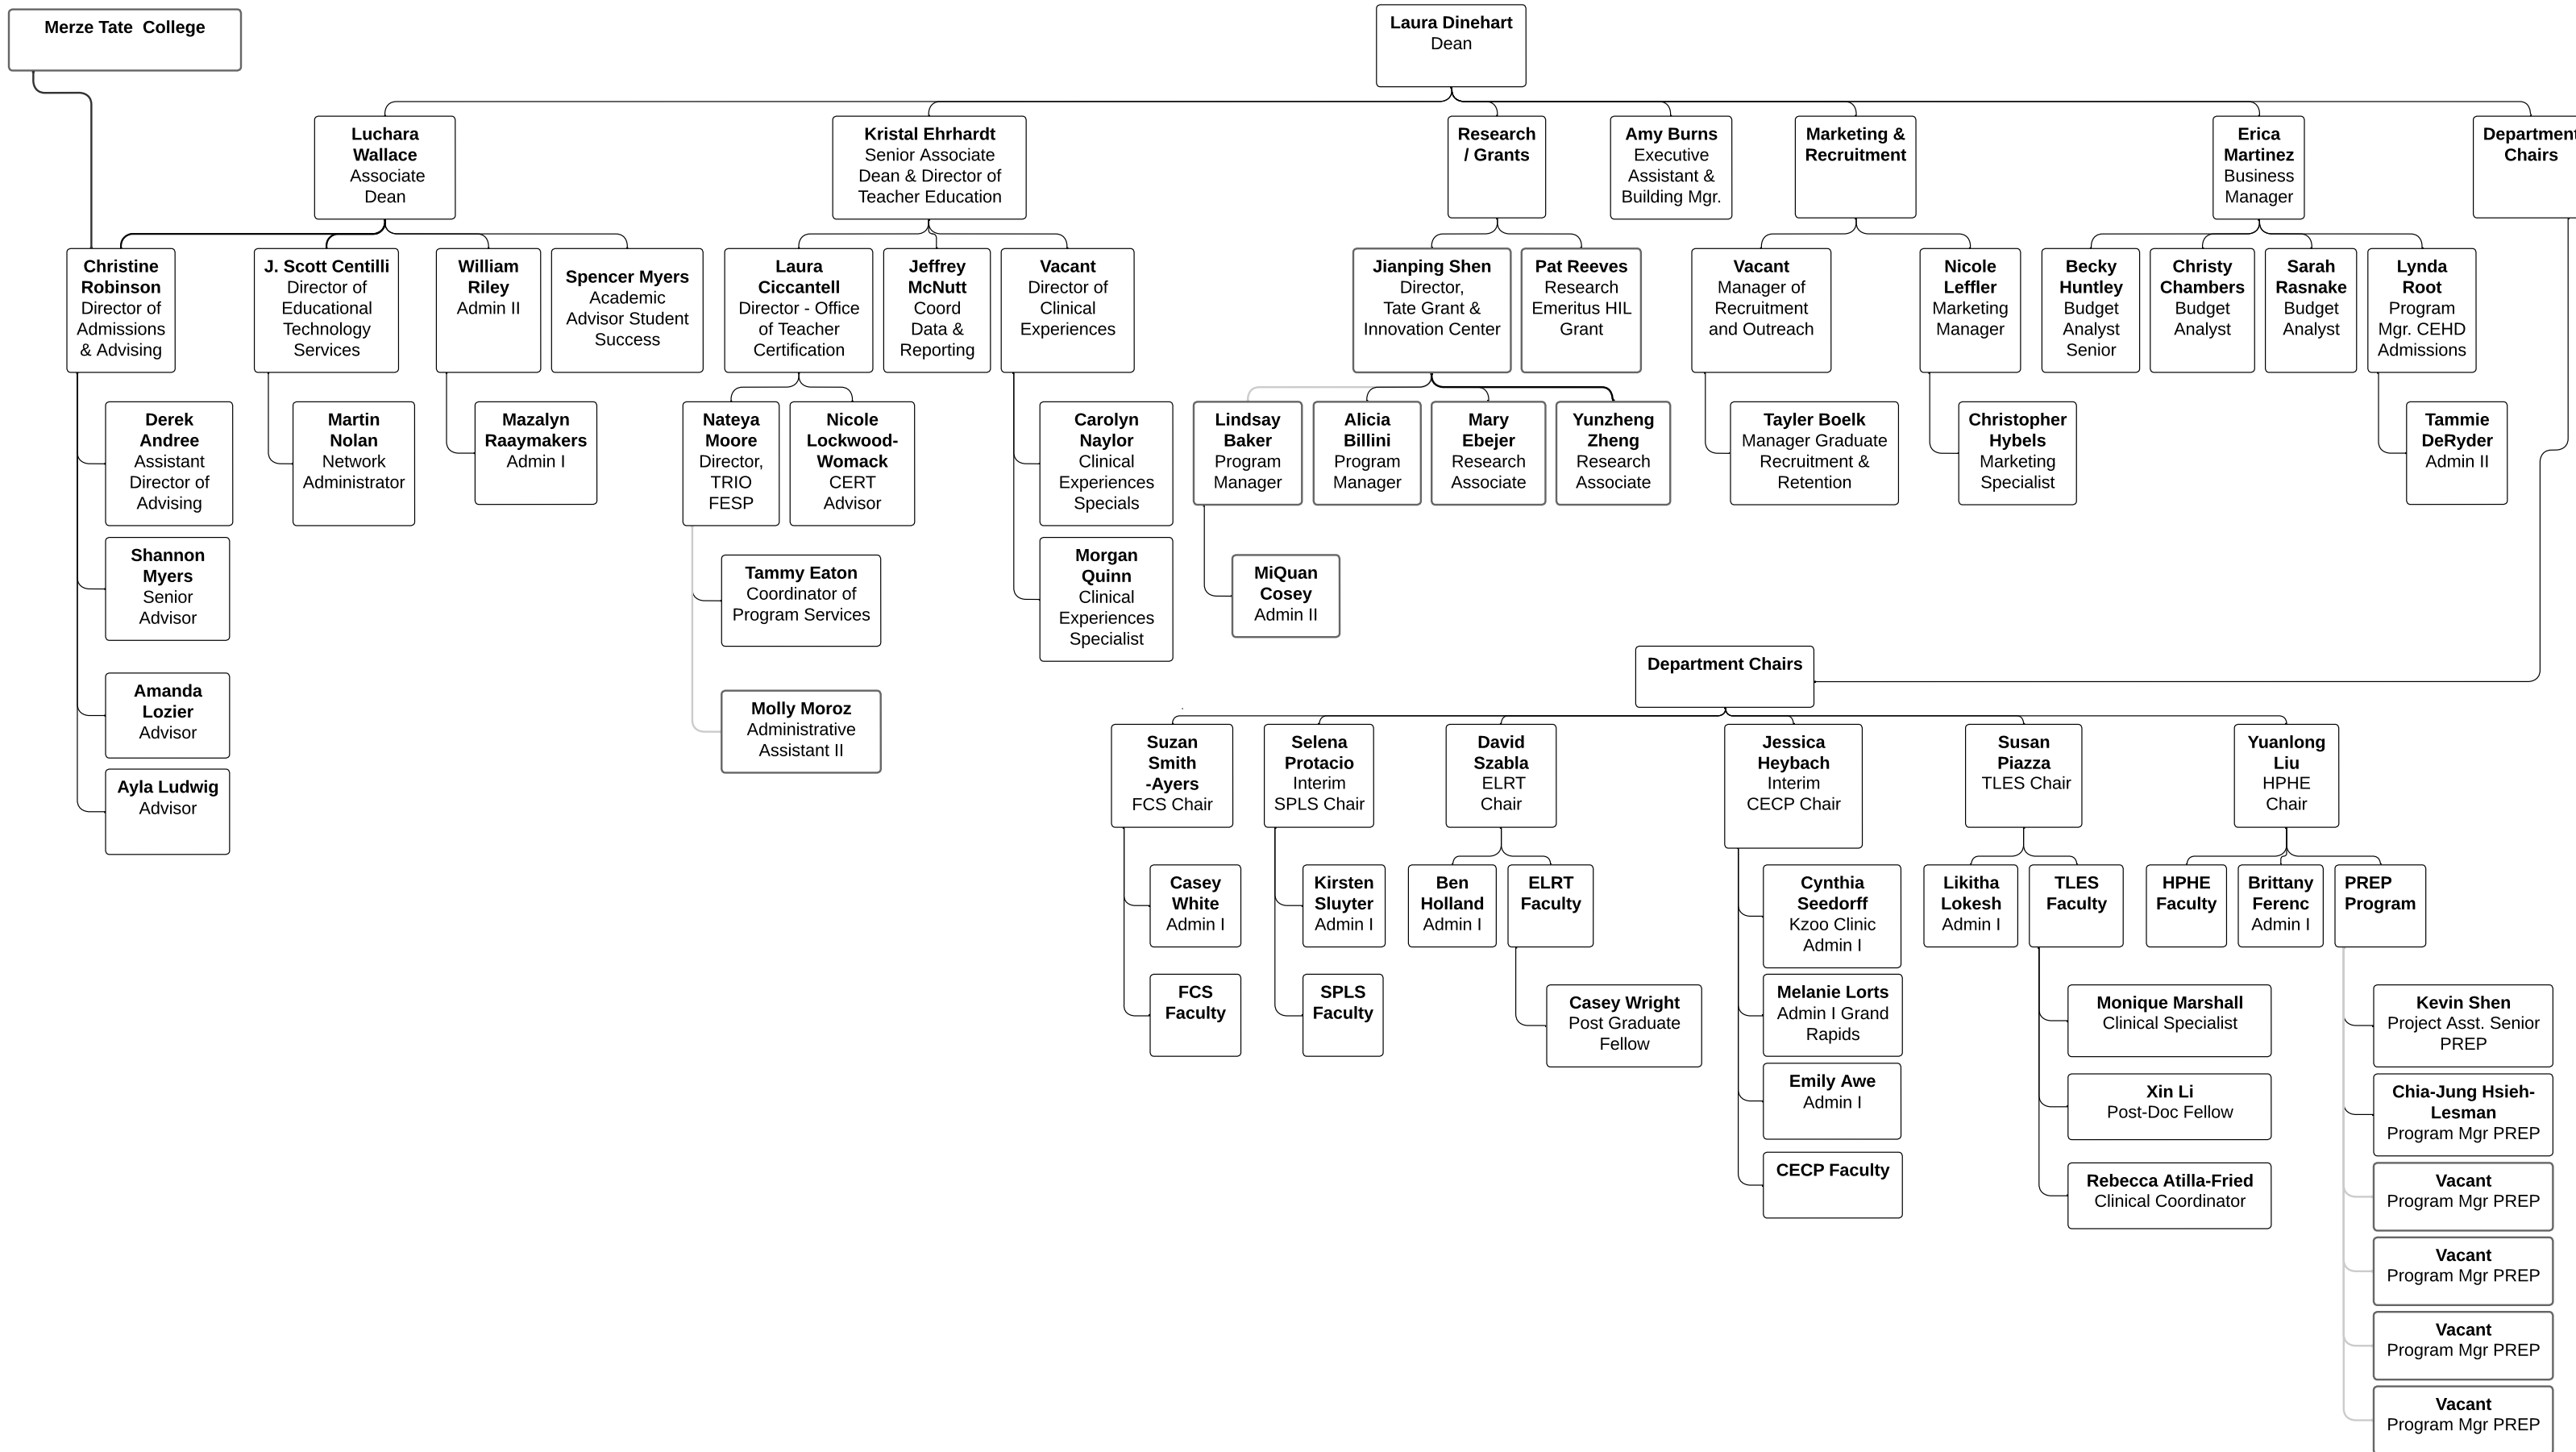 Merze Tate  College
Laura Dinehart
Dean
Luchara
Wallace
Associate
Dean
Kristal Ehrhardt
Senior Associate
Dean & Director of
Teacher Education
Research
/ Grants
Amy Burns
Executive
Assistant &
Building Mgr.
Marketing &
Recruitment
Erica
Martinez
Business
Manager
Department
Chairs
Christine
Robinson
Director of
Admissions
& Advising
J. Scott Centilli
Director of
Educational
Technology
Services
William
Riley
Admin II
Spencer Myers
Academic
Advisor Student
Success
Laura
Ciccantell
Director - Office
of Teacher
Certification
Jeffrey
McNutt
Coord
Data &
Reporting
Vacant
Director of
Clinical
Experiences
Jianping Shen
Director,
Tate Grant &
Innovation Center
Pat Reeves
Research
Emeritus HIL
Grant
Vacant
Manager of
Recruitment
and Outreach
Nicole
Leffler
Marketing
Manager
Becky
Huntley
Budget
Analyst
Senior
Christy
Chambers
Budget
Analyst
Sarah
Rasnake
Budget
Analyst
Lynda
Root
Program
Mgr. CEHD
Admissions
Derek
Andree
Assistant
Director of
Advising
Martin
Nolan
Network
Administrator
Mazalyn
Raaymakers
Admin I
Nateya
Moore
Director,
TRIO
FESP
Nicole
Lockwood-
Womack
CERT
Advisor
Carolyn
Naylor
Clinical
Experiences
Specials
Lindsay
Baker
Program
Manager
Alicia
Billini
Program
Manager
Mary
Ebejer
Research
Associate
Yunzheng
Zheng
Research
Associate
Tayler Boelk
Manager Graduate
Recruitment &
Retention
Christopher
Hybels
Marketing
Specialist
Tammie
DeRyder
Admin II
Shannon
Myers
Senior
Advisor
Tammy Eaton
Coordinator of
Program Services
Morgan
Quinn
Clinical
Experiences
Specialist
MiQuan
Cosey
Admin II
Amanda
Lozier
Advisor
Molly Moroz
Administrative
Assistant II
Ayla Ludwig
Advisor
Department Chairs
Suzan
Smith
-Ayers
FCS Chair
Selena
Protacio
Interim
SPLS Chair
David
Szabla
ELRT
Chair
Jessica
Heybach
Interim
CECP Chair
Susan
Piazza
TLES Chair
Yuanlong
Liu
HPHE
Chair
Casey
White
Admin I
Kirsten
Sluyter
Admin I
Ben
Holland
Admin I
ELRT
Faculty
Cynthia
Seedorff
Kzoo Clinic
Admin I
Likitha
Lokesh
Admin I
TLES
Faculty
HPHE
Faculty
Brittany
Ferenc
Admin I
PREP
Program
FCS
Faculty
SPLS
Faculty
Casey Wright
Post Graduate
Fellow
Melanie Lorts
Admin I Grand
Rapids
Monique Marshall
Clinical Specialist
Kevin Shen
Project Asst. Senior
PREP
Emily Awe
Admin I
Xin Li
Post-Doc Fellow
Chia-Jung Hsieh-
Lesman
Program Mgr PREP
CECP Faculty
Rebecca Atilla-Fried
Clinical Coordinator
Vacant
Program Mgr PREP
Vacant
Program Mgr PREP
Vacant
Program Mgr PREP
Vacant
Program Mgr PREP